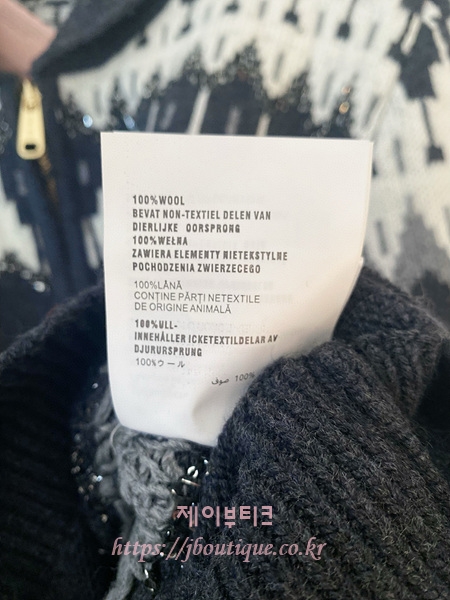 100%WOOL
BEVAT NON-TEXTIEL DELEN VAN
DIERLIJKE OORSPRONG
100%WEŁNA
ZAWIERA ELEMENTY NIETEKSTYLNE
POCHODZENIA ZWIERZECEGO
100%LÂNĂ
CONTINE PĂRȚI NETEXTILE
DE ORIGINE ANIMALĂ
100%ULL-
INNEHÅLLER ICKETEXTILDELAR AV
DJURURSPRUNG
100%ウール
100% صوف
제이부티크
https://jboutique.co.kr